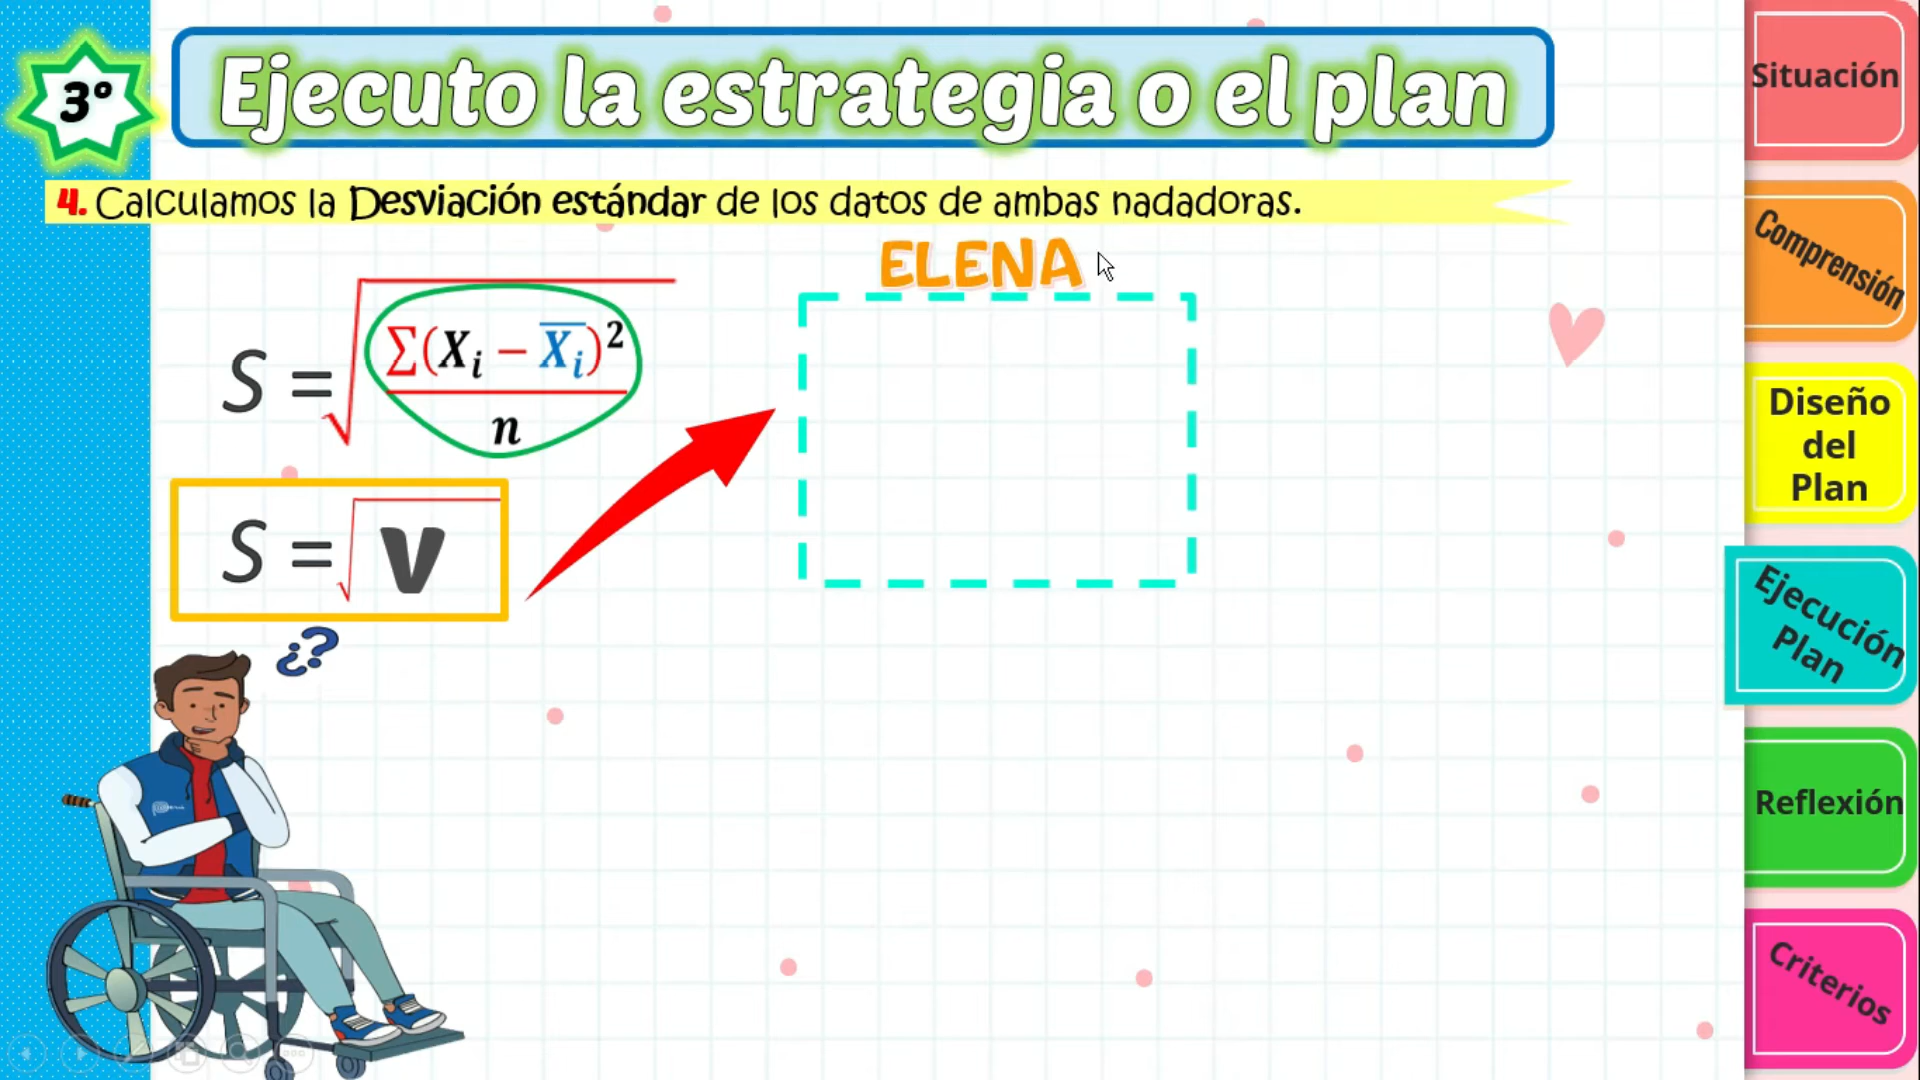 3°
Ejecuto la estrategia o el plan
4. Calculamos la Desviación estándar de los datos de ambas nadadoras.
ELENA
S = √ ∑(Xᵢ − X̅ᵢ)²
n
S = √ V
¿?
Situación
Comprensión
Diseño
del
Plan
Ejecución
Plan
Reflexión
Criterios